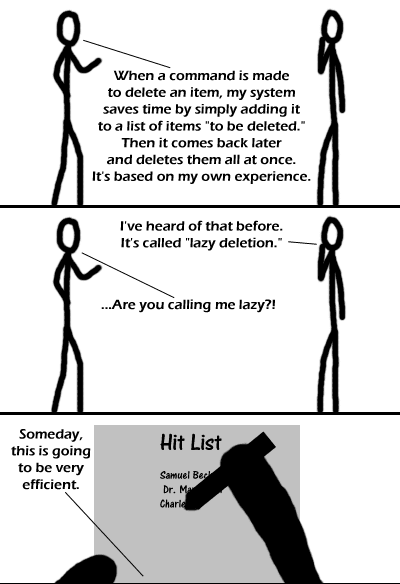 When a command is made
to delete an item, my system
saves time by simply adding it
to a list of items "to be deleted."
Then it comes back later
and deletes them all at once.
It's based on my own experience.
I've heard of that before.
It's called "lazy deletion."
...Are you calling me lazy?!
Someday,
this is going
to be very
efficient.
Hit List
Samuel
Dr.